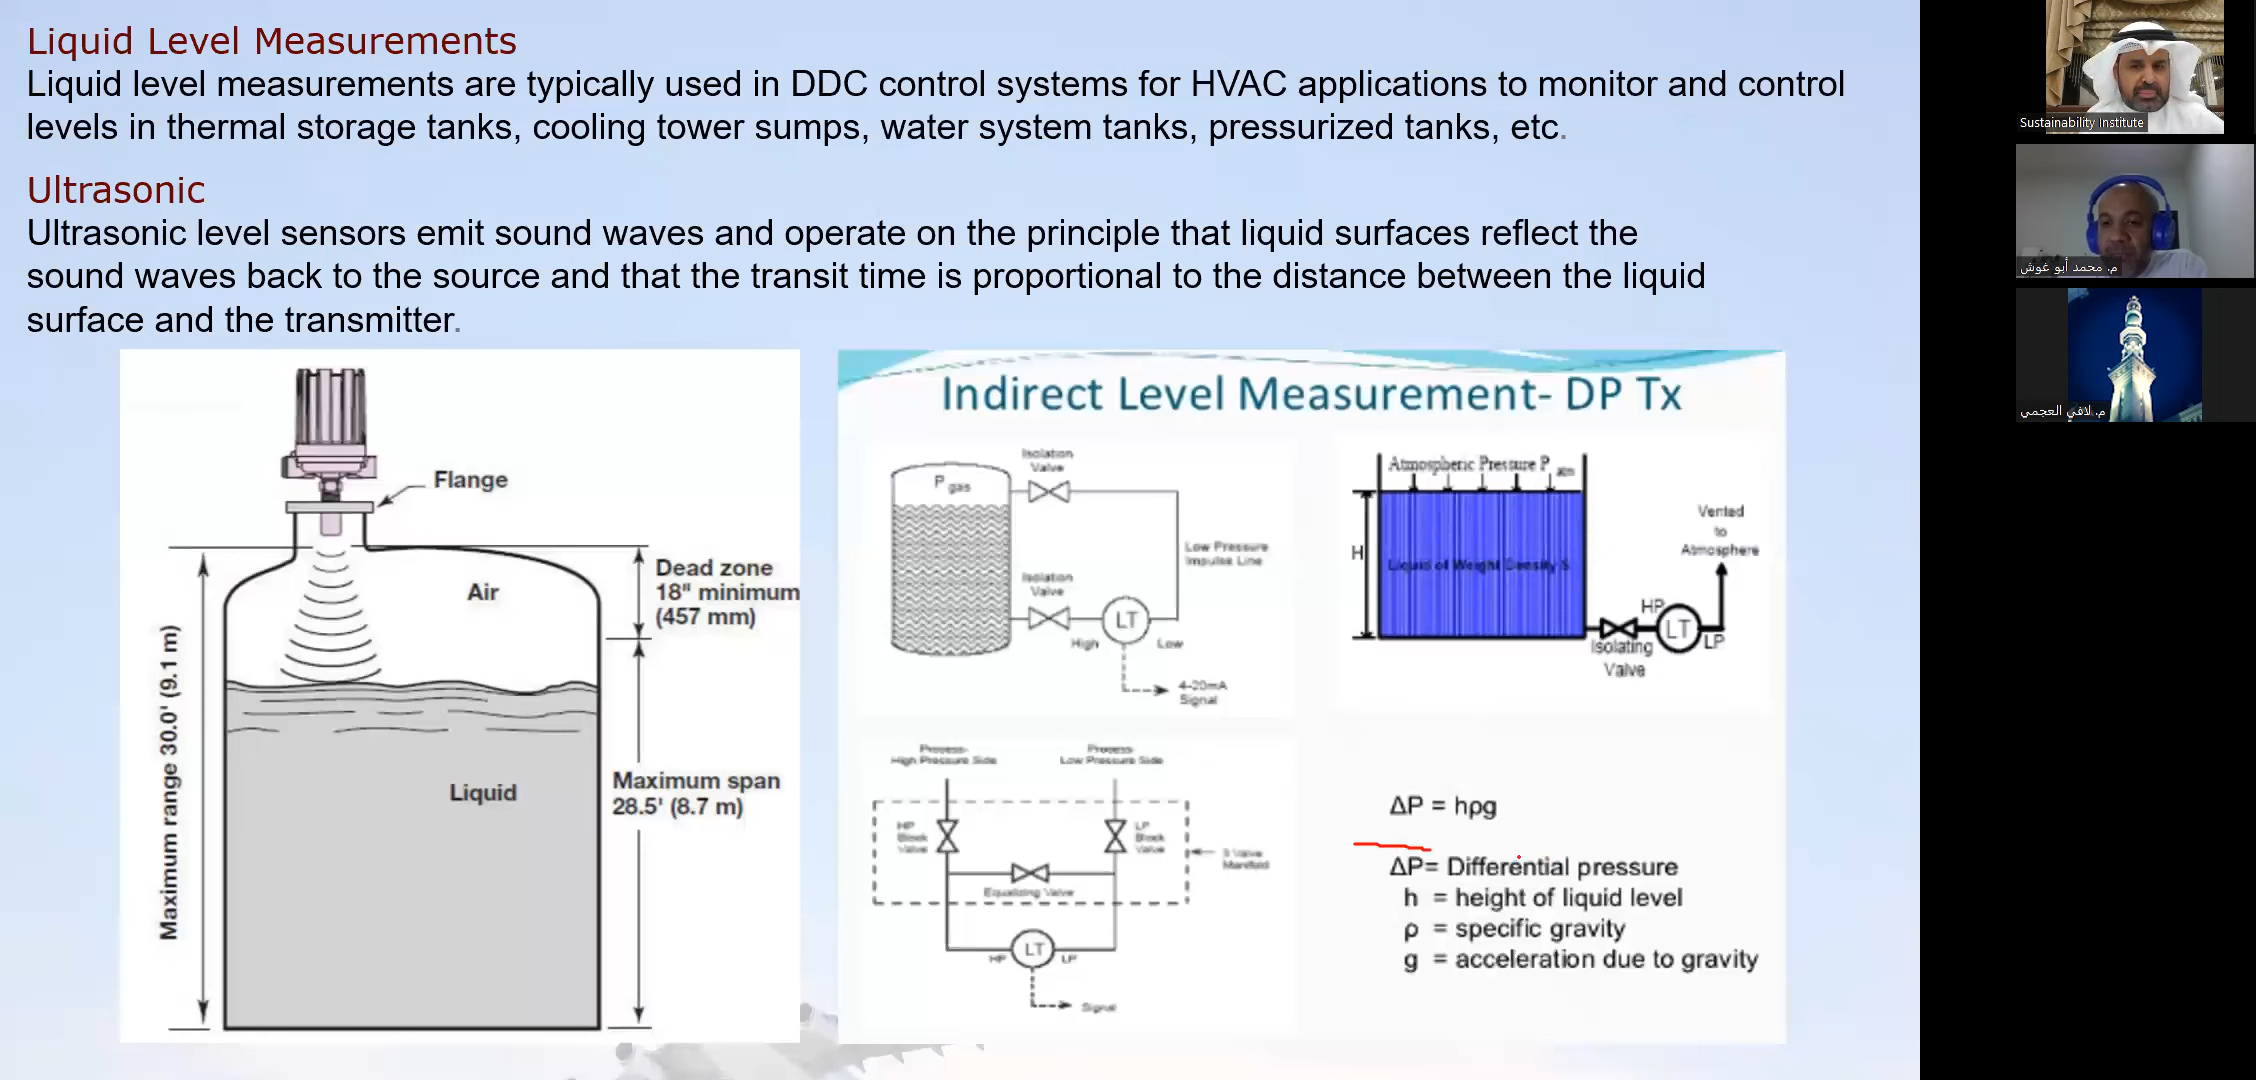 Liquid Level Measurements
Liquid level measurements are typically used in DDC control systems for HVAC applications to monitor and control
levels in thermal storage tanks, cooling tower sumps, water system tanks, pressurized tanks, etc.
Ultrasonic
Ultrasonic level sensors emit sound waves and operate on the principle that liquid surfaces reflect the
sound waves back to the source and that the transit time is proportional to the distance between the liquid
surface and the transmitter.
Flange
Dead zone
18" minimum
(457 mm)
Air
Maximum range 30.0' (9.1 m)
Maximum span
28.5' (8.7 m)
Liquid
Indirect Level Measurement- DP Tx
Isolation
Valve
P gas
Low Pressure
Impulse Line
Isolation
Valve
LT
High
Low
4-20mA
Signal
Atmospheric Pressure P atm
H
Liquid of Weight Density S
Vented
to
Atmosphere
HP
LT
LP
Isolating
Valve
Process-
High Pressure Side
Process
Low Pressure Side
HP
Block
Valve
LP
Block
Valve
3 Valve
Manifold
Equalizing Valve
LT
HP
LP
Signal
ΔP = hρg
ΔP= Differential pressure
h = height of liquid level
ρ = specific gravity
g = acceleration due to gravity
Sustainability Institute
م. محمد أبو غوش
م. لافي العجمي